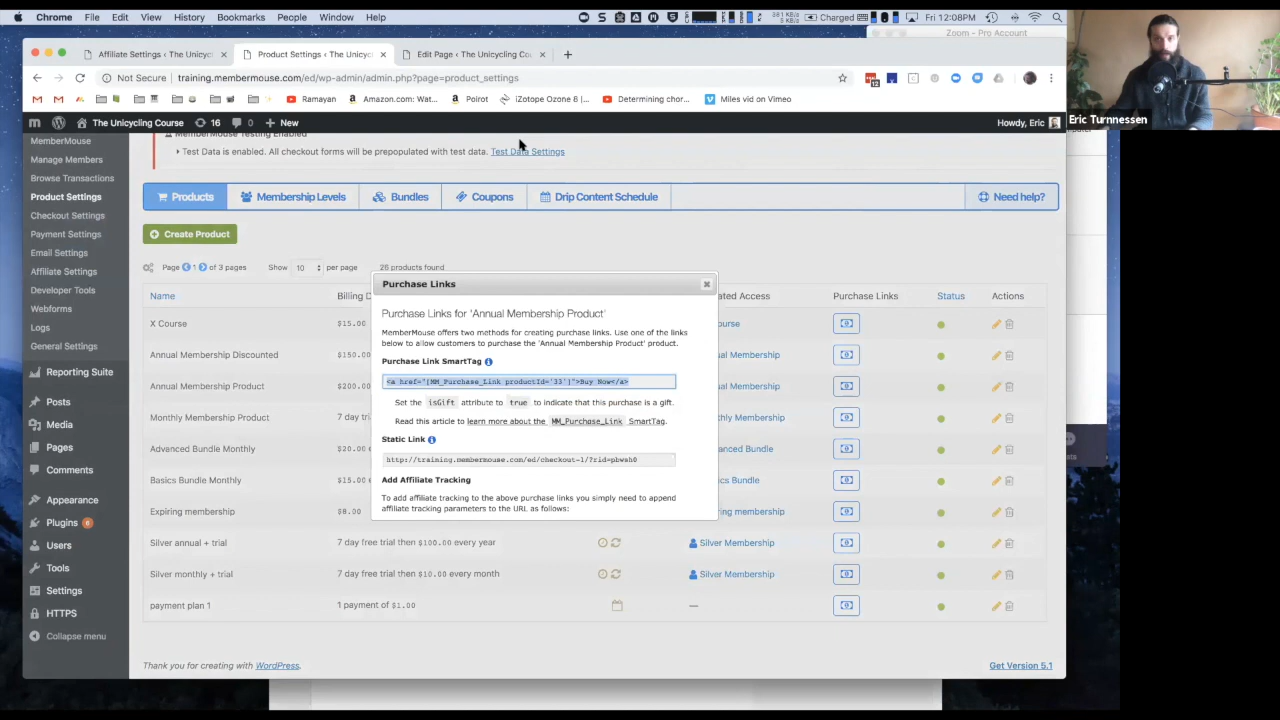 Chrome File Edit View History Bookmarks People Window Help
Charged Fri 12:08PM
Zoom - Pro Account
Affiliate Settings ‹ The Unicyc
Product Settings ‹ The Unicyc
Edit Page ‹ The Unicycling Cou
Not Secure training.membermouse.com/ed/wp-admin/admin.php?page=product_settings
Ramayan
Amazon.com: Wat...
Poirot
iZotope Ozone 8 |...
Determining chor...
Miles vid on Vimeo
Eric Turnnessen
The Unicycling Course 16 0 New
Howdy, Eric
MemberMouse Testing Enabled
Test Data is enabled. All checkout forms will be prepopulated with test data. Test Data Settings
MemberMouse
Manage Members
Browse Transactions
Product Settings
Checkout Settings
Payment Settings
Email Settings
Affiliate Settings
Developer Tools
Webforms
Logs
General Settings
Reporting Suite
Posts
Media
Pages
Comments
Appearance
Plugins 8
Users
Tools
Settings
HTTPS
Collapse menu
Products Membership Levels Bundles Coupons Drip Content Schedule Need help?
Create Product
Page 1 of 3 pages Show 10 per page 26 products found
Name Billing D ted Access Purchase Links Status Actions
X Course $15.00 ourse
Annual Membership Discounted $150.00 ual Membership
Annual Membership Product $200.00 ual Membership
Monthly Membership Product 7 day tri hly Membership
Advanced Bundle Monthly $20.00 nced Bundle
Basics Bundle Monthly $15.00 s Bundle
Expiring membership $8.00 ing membership
Silver annual + trial 7 day free trial then $100.00 every year Silver Membership
Silver monthly + trial 7 day free trial then $10.00 every month Silver Membership
payment plan 1 1 payment of $1.00 —
Purchase Links
Purchase Links for 'Annual Membership Product'
MemberMouse offers two methods for creating purchase links. Use one of the links
below to allow customers to purchase the 'Annual Membership Product' product.
Purchase Link SmartTag
<a href="[MM_Purchase_Link productId='33']">Buy Now</a>
Set the isGift attribute to true to indicate that this purchase is a gift.
Read this article to learn more about the MM_Purchase_Link SmartTag.
Static Link
http://training.membermouse.com/ed/checkout-1/?rid=pbwsh0
Add Affiliate Tracking
To add affiliate tracking to the above purchase links you simply need to append
affiliate tracking parameters to the URL as follows:
Thank you for creating with WordPress.
Get Version 5.1